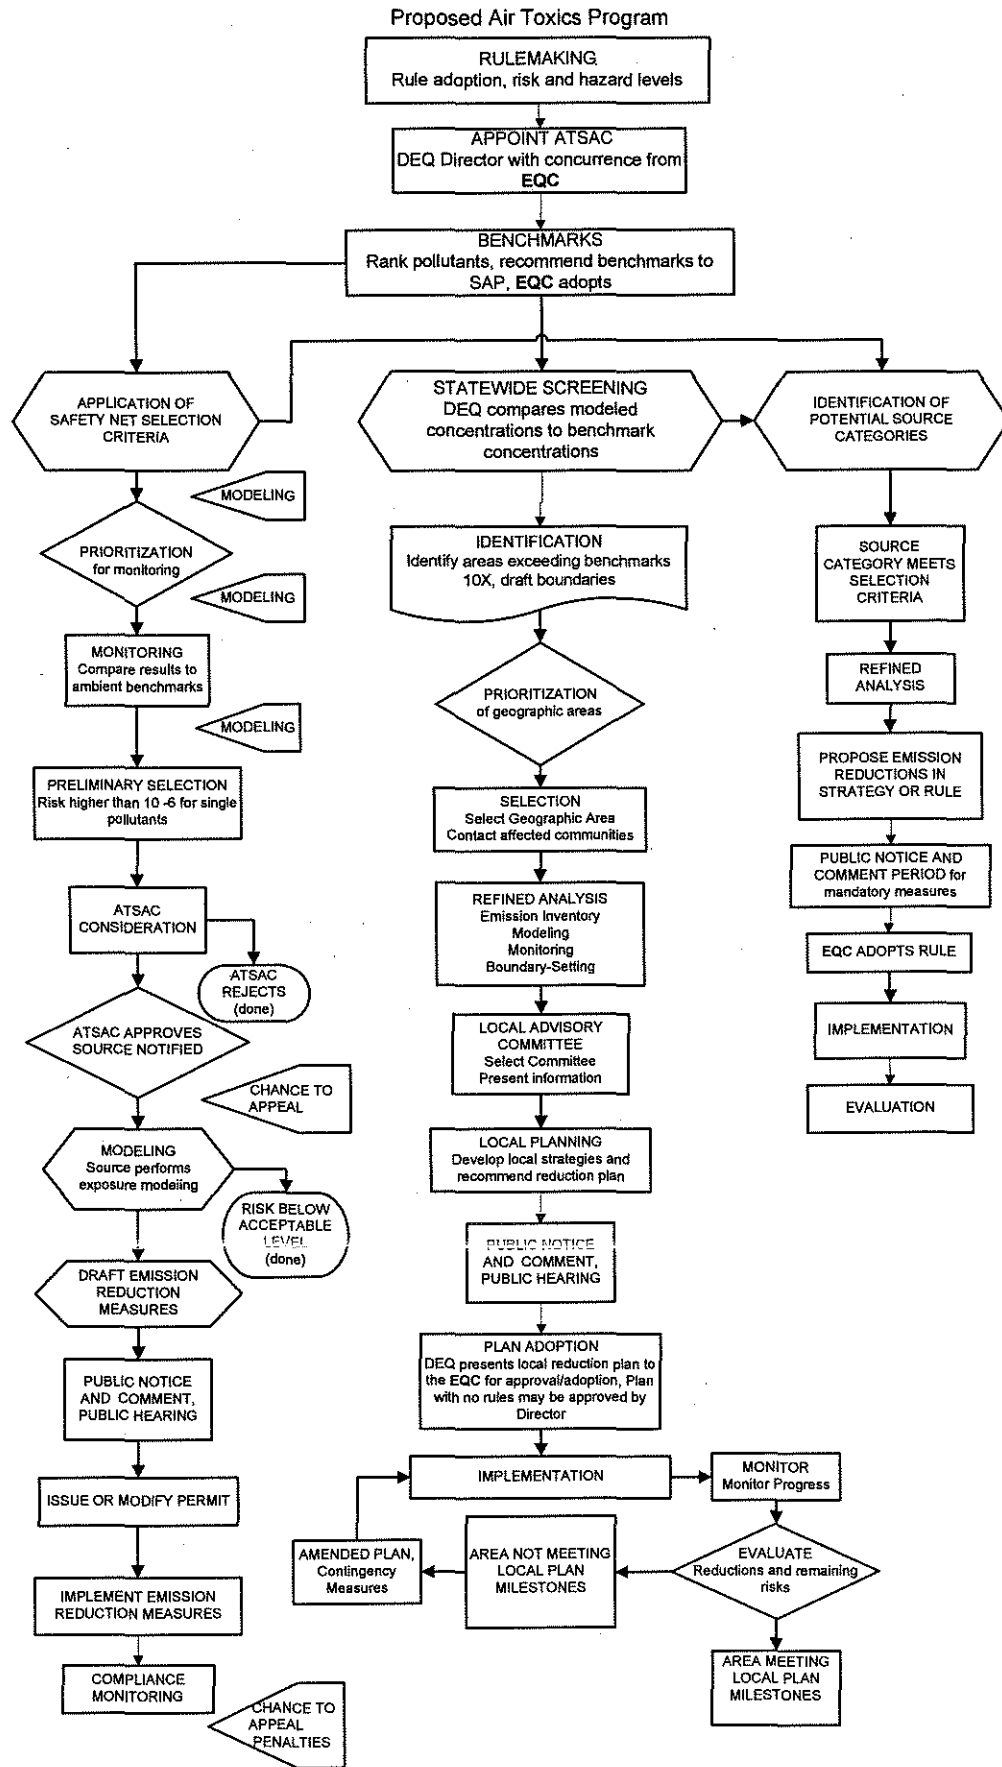 Proposed Air Toxics Program
RULEMAKING
Rule adoption, risk and hazard levels
APPOINT ATSAC
DEQ Director with concurrence from
EQC
BENCHMARKS
Rank pollutants, recommend benchmarks to
SAP, EQC adopts
APPLICATION OF
SAFETY NET SELECTION
CRITERIA
MODELING
PRIORITIZATION
for monitoring
MODELING
MONITORING
Compare results to
ambient benchmarks
MODELING
PRELIMINARY SELECTION
Risk higher than 10 -6 for single
pollutants
ATSAC
CONSIDERATION
ATSAC
REJECTS
(done)
ATSAC APPROVES
SOURCE NOTIFIED
CHANCE TO
APPEAL
MODELING
Source performs
exposure modeling
RISK BELOW
ACCEPTABLE
LEVEL
(done)
DRAFT EMISSION
REDUCTION
MEASURES
PUBLIC NOTICE
AND COMMENT,
PUBLIC HEARING
ISSUE OR MODIFY PERMIT
IMPLEMENT EMISSION
REDUCTION MEASURES
COMPLIANCE
MONITORING
CHANCE TO
APPEAL
PENALTIES
STATEWIDE SCREENING
DEQ compares modeled
concentrations to benchmark
concentrations
IDENTIFICATION
Identify areas exceeding benchmarks
10X, draft boundaries
PRIORITIZATION
of geographic areas
SELECTION
Select Geographic Area
Contact affected communities
REFINED ANALYSIS
Emission Inventory
Modeling
Monitoring
Boundary-Setting
LOCAL ADVISORY
COMMITTEE
Select Committee
Present information
LOCAL PLANNING
Develop local strategies and
recommend reduction plan
PUBLIC NOTICE
AND COMMENT,
PUBLIC HEARING
PLAN ADOPTION
DEQ presents local reduction plan to
the EQC for approval/adoption, Plan
with no rules may be approved by
Director
IMPLEMENTATION
MONITOR
Monitor Progress
EVALUATE
Reductions and remaining
risks
AREA NOT MEETING
LOCAL PLAN
MILESTONES
AMENDED PLAN,
Contingency
Measures
AREA MEETING
LOCAL PLAN
MILESTONES
IDENTIFICATION OF
POTENTIAL SOURCE
CATEGORIES
SOURCE
CATEGORY MEETS
SELECTION
CRITERIA
REFINED
ANALYSIS
PROPOSE EMISSION
REDUCTIONS IN
STRATEGY OR RULE
PUBLIC NOTICE AND
COMMENT PERIOD for
mandatory measures
EQC ADOPTS RULE
IMPLEMENTATION
EVALUATION